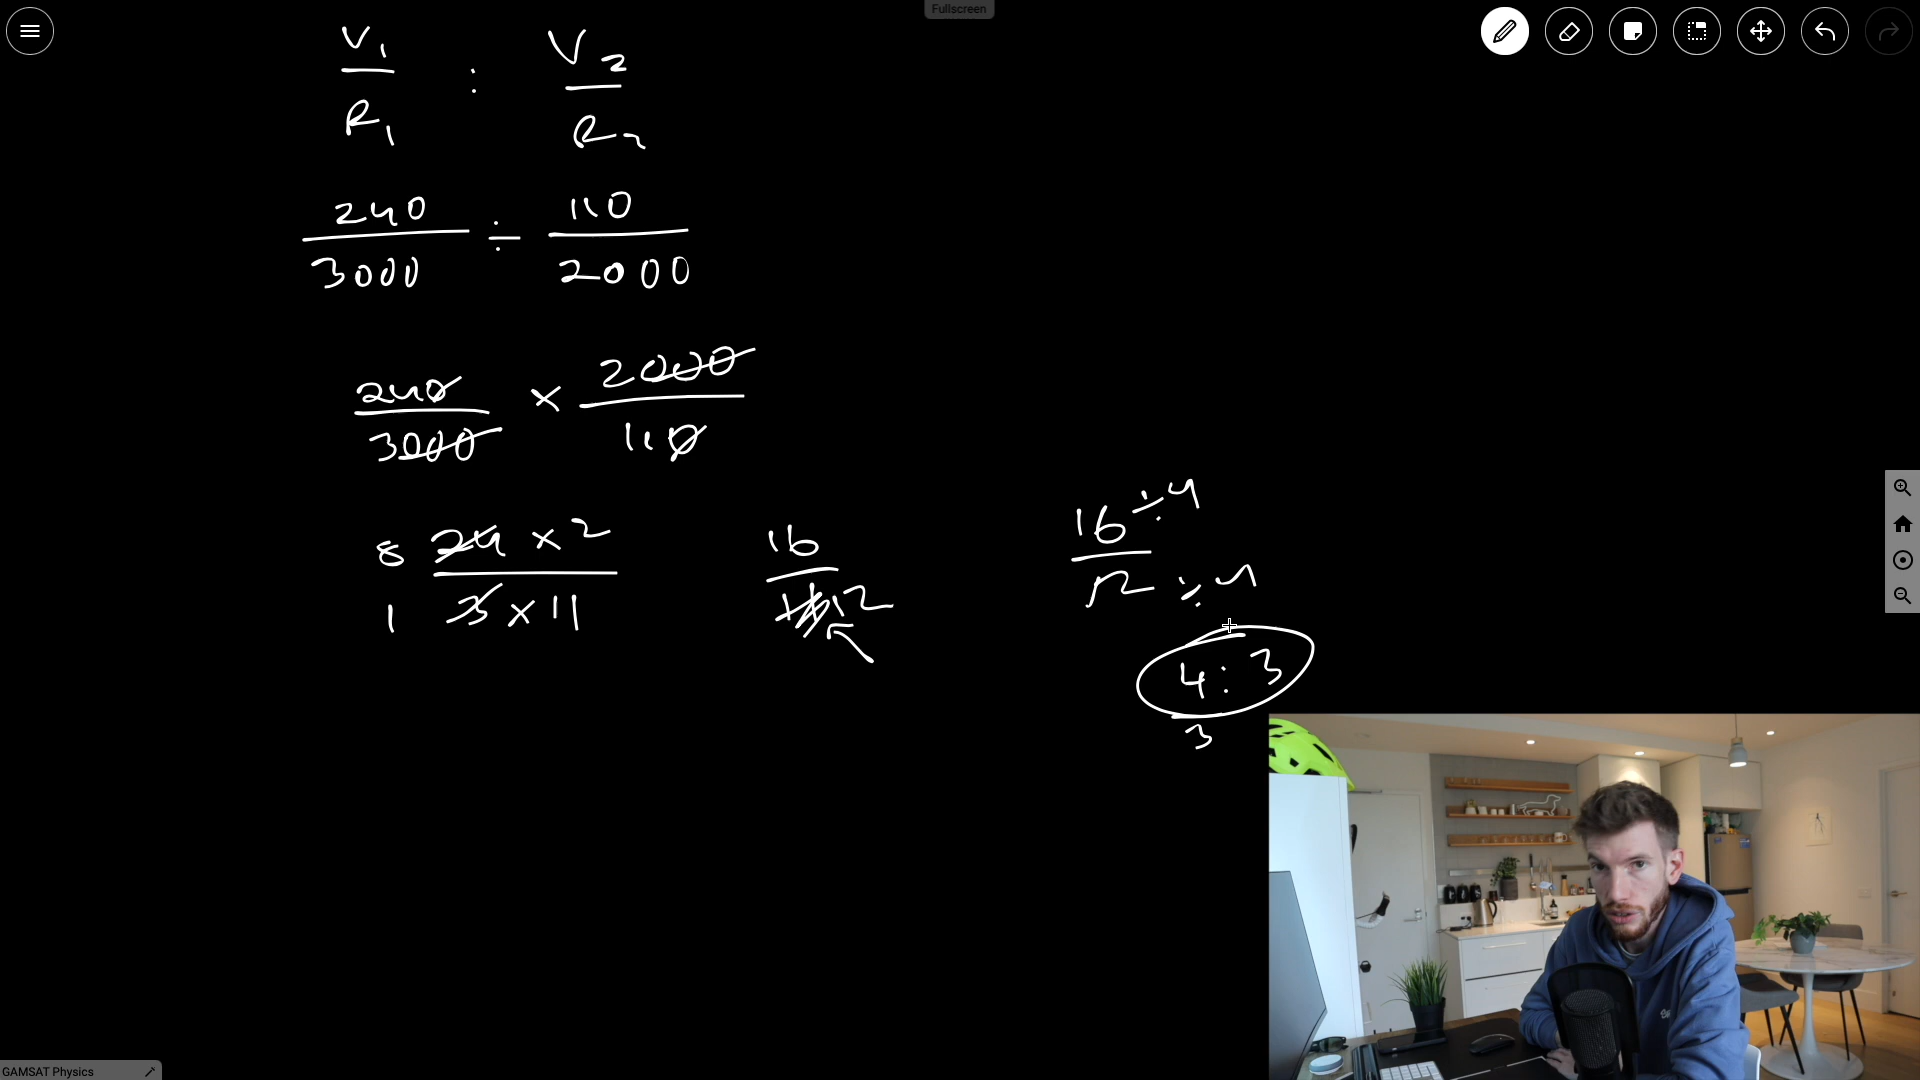 Fullscreen
V₁ : V₂
R₁ R₂
240 ÷ 110
3000 2000
240 × 2000
3000 110
8 24 × 2
1 3 × 11
16
11 12
16 ÷ 4
12 ÷ 4
4 : 3
3
GAMSAT Physics